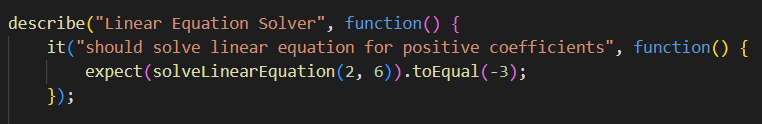 describe("Linear Equation Solver", function() {
    it("should solve linear equation for positive coefficients", function() {
        expect(solveLinearEquation(2, 6)).toEqual(-3);
    });